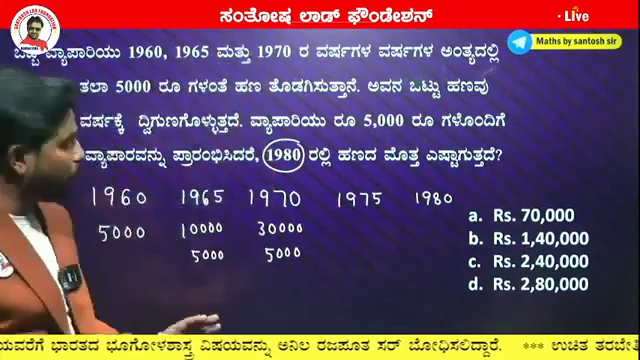 ಸಂತೋಷ ಲಾಡ್ ಫೌಂಡೇಶನ್
Live
Maths by santosh sir
ಒಬ್ಬ ವ್ಯಾಪಾರಿಯು 1960, 1965 ಮತ್ತು 1970 ರ ವರ್ಷಗಳ ವರ್ಷಗಳ ಅಂತ್ಯದಲ್ಲಿ
ತಲಾ 5000 ರೂ ಗಳಂತೆ ಹಣ ತೊಡಗಿಸುತ್ತಾನೆ. ಅವನ ಒಟ್ಟು ಹಣವು
ವರ್ಷಕ್ಕೆ ದ್ವಿಗುಣಗೊಳ್ಳುತ್ತದೆ. ವ್ಯಾಪಾರಿಯು ರೂ 5,000 ರೂ ಗಳೊಂದಿಗೆ
ವ್ಯಾಪಾರವನ್ನು ಪ್ರಾರಂಭಿಸಿದರೆ, 1980 ರಲ್ಲಿ ಹಣದ ಮೊತ್ತ ಎಷ್ಟಾಗುತ್ತದೆ?
1960 1965 1970 1975 1980
5000 10000 30000
5000 5000
a. Rs. 70,000
b. Rs. 1,40,000
c. Rs. 2,40,000
d. Rs. 2,80,000
ಯವರೆಗೆ ಭಾರತದ ಭೂಗೋಳಶಾಸ್ತ್ರ ವಿಷಯವನ್ನು ಅನಿಲ ರಜಪೂತ ಸರ್ ಬೋಧಿಸಲಿದ್ದಾರೆ. *** ಉಚಿತ ತರಬೇತಿ